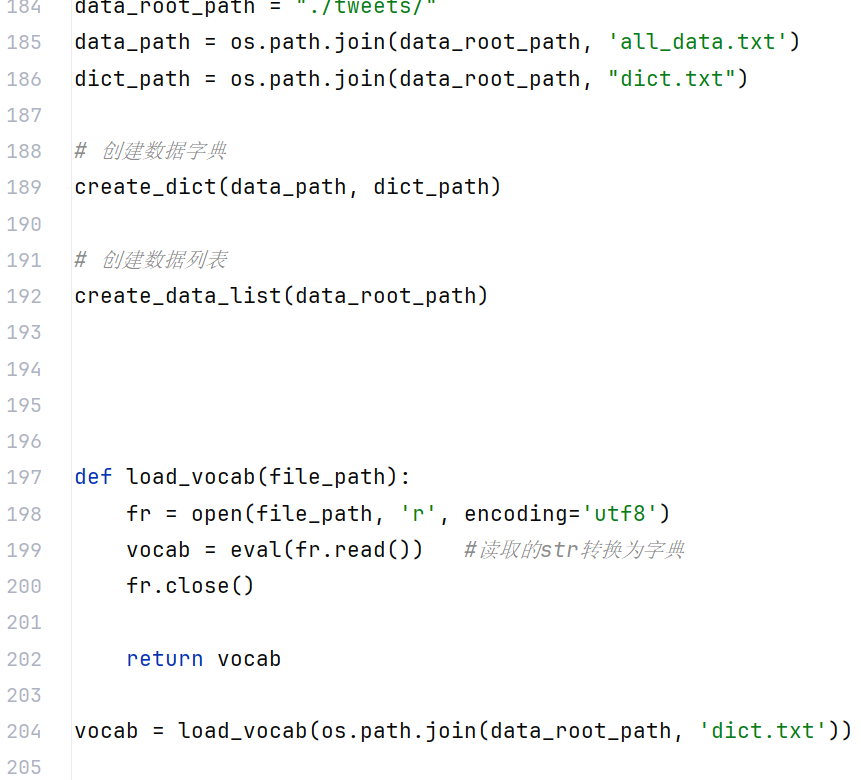 184 data_root_path = "./tweets/"
185 data_path = os.path.join(data_root_path, 'all_data.txt')
186 dict_path = os.path.join(data_root_path, "dict.txt")
187
188 # 创建数据字典
189 create_dict(data_path, dict_path)
190
191 # 创建数据列表
192 create_data_list(data_root_path)
193
194
195
196
197 def load_vocab(file_path):
198     fr = open(file_path, 'r', encoding='utf8')
199     vocab = eval(fr.read())   #读取的str转换为字典
200     fr.close()
201
202     return vocab
203
204 vocab = load_vocab(os.path.join(data_root_path, 'dict.txt'))
205